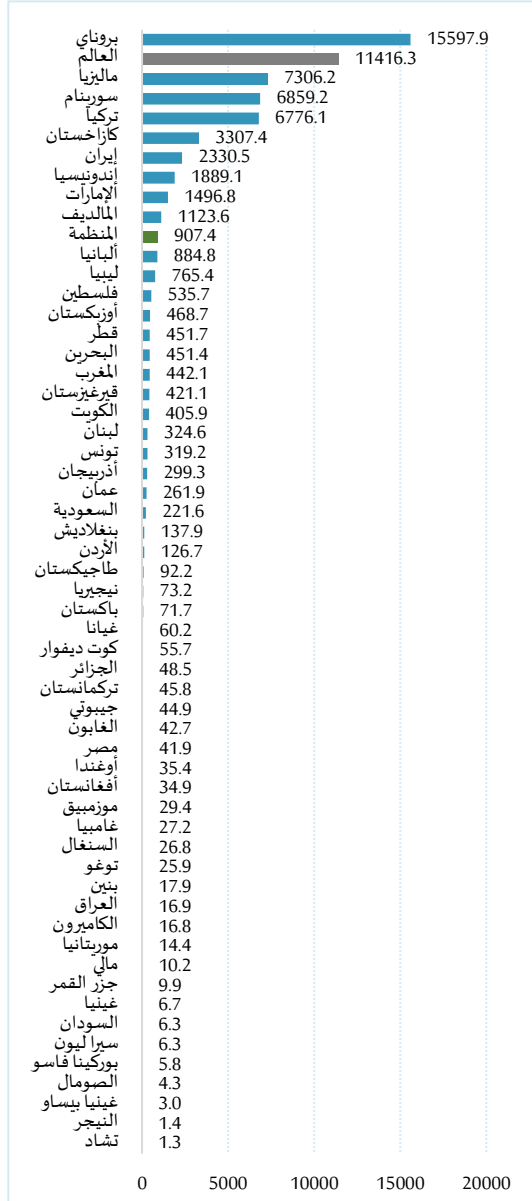 بروناي 15597.9
العالم 11416.3
ماليزيا 7306.2
سورينام 6859.2
تركيا 6776.1
كازاخستان 3307.4
إيران 2330.5
إندونيسيا 1889.1
الإمارات 1496.8
المالديف 1123.6
المنظمة 907.4
ألبانيا 884.8
ليبيا 765.4
فلسطين 535.7
أوزبكستان 468.7
قطر 451.7
البحرين 451.4
المغرب 442.1
قيرغيزستان 421.1
الكويت 405.9
لبنان 324.6
تونس 319.2
أذربيجان 299.3
عمان 261.9
السعودية 221.6
بنغلاديش 137.9
الأردن 126.7
طاجيكستان 92.2
نيجيريا 73.2
باكستان 71.7
غيانا 60.2
كوت ديفوار 55.7
الجزائر 48.5
تركمانستان 45.8
جيبوتي 44.9
الغابون 42.7
مصر 41.9
أوغندا 35.4
أفغانستان 34.9
موزمبيق 29.4
غامبيا 27.2
السنغال 26.8
توغو 25.9
بنين 17.9
العراق 16.9
الكاميرون 16.8
موريتانيا 14.4
مالي 10.2
جزر القمر 9.9
غينيا 6.7
السودان 6.3
سيرا ليون 6.3
بوركينا فاسو 5.8
الصومال 4.3
غينيا بيساو 3.0
النيجر 1.4
تشاد 1.3
0 5000 10000 15000 20000